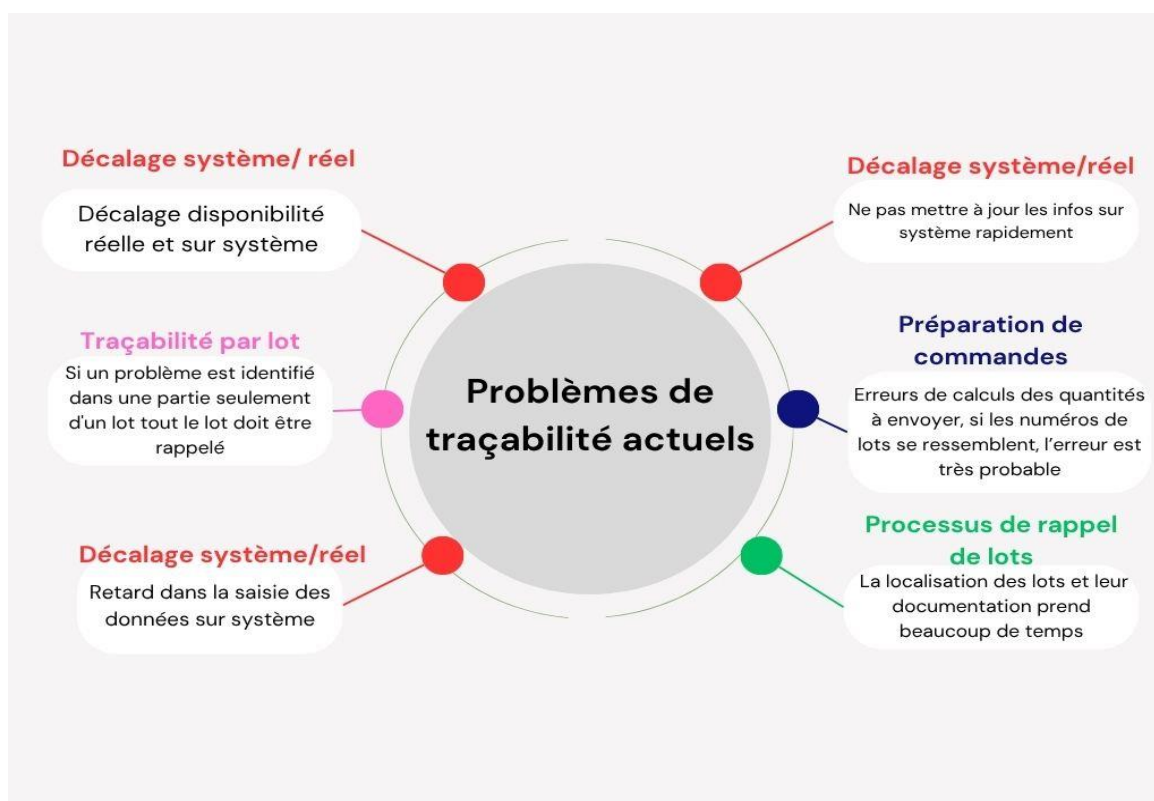 Décalage système/ réel
Décalage disponibilité
réelle et sur système
Traçabilité par lot
Si un problème est identifié
dans une partie seulement
d'un lot tout le lot doit être
rappelé
Décalage système/réel
Retard dans la saisie des
données sur système
Problèmes de
traçabilité actuels
Décalage système/réel
Ne pas mettre à jour les infos sur
système rapidement
Préparation de
commandes
Erreurs de calculs des quantités
à envoyer, si les numéros de
lots se ressemblent, l’erreur est
très probable
Processus de rappel
de lots
La localisation des lots et leur
documentation prend
beaucoup de temps